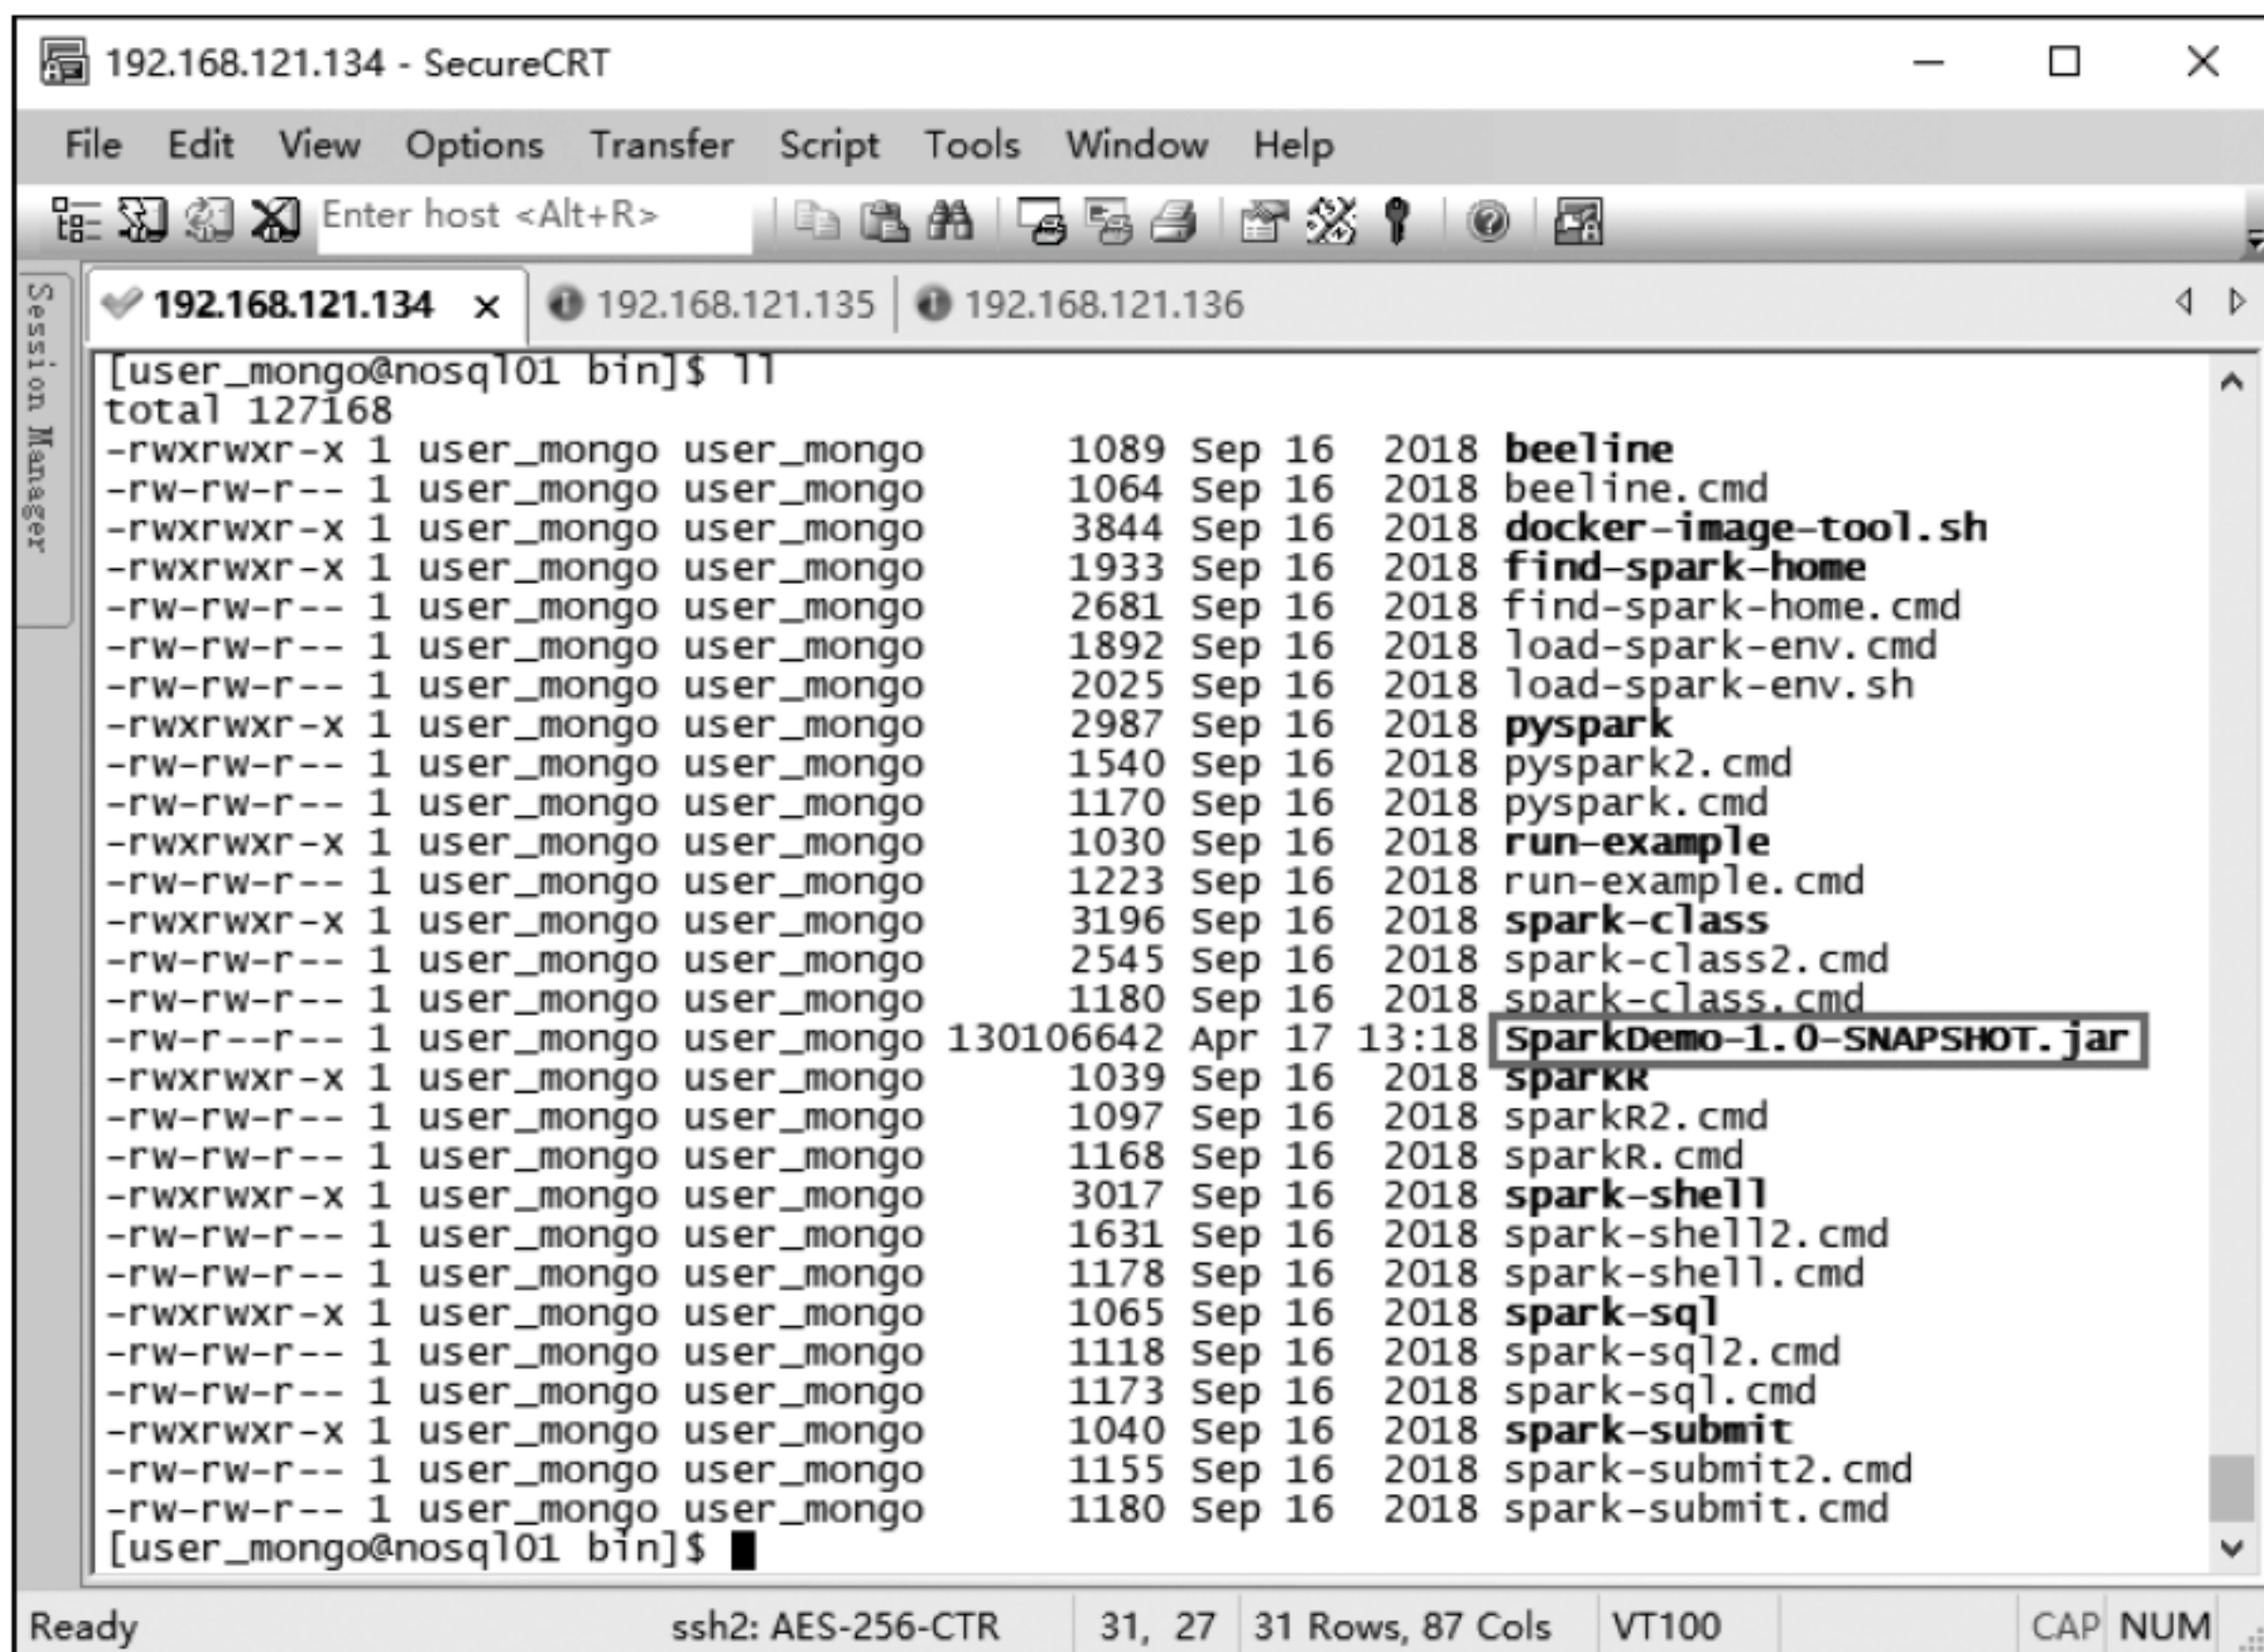 192.168.121.134 - SecureCRT
File Edit View Options Transfer Script Tools Window Help
Enter host <Alt+R>
192.168.121.134 x 192.168.121.135 192.168.121.136
Session Manager
[user_mongo@nosql01 bin]$ ll
total 127168
-rwxrwxr-x 1 user_mongo user_mongo      1089 Sep 16  2018 beeline
-rw-rw-r-- 1 user_mongo user_mongo      1064 Sep 16  2018 beeline.cmd
-rwxrwxr-x 1 user_mongo user_mongo      3844 Sep 16  2018 docker-image-tool.sh
-rwxrwxr-x 1 user_mongo user_mongo      1933 Sep 16  2018 find-spark-home
-rw-rw-r-- 1 user_mongo user_mongo      2681 Sep 16  2018 find-spark-home.cmd
-rw-rw-r-- 1 user_mongo user_mongo      1892 Sep 16  2018 load-spark-env.cmd
-rw-rw-r-- 1 user_mongo user_mongo      2025 Sep 16  2018 load-spark-env.sh
-rwxrwxr-x 1 user_mongo user_mongo      2987 Sep 16  2018 pyspark
-rw-rw-r-- 1 user_mongo user_mongo      1540 Sep 16  2018 pyspark2.cmd
-rw-rw-r-- 1 user_mongo user_mongo      1170 Sep 16  2018 pyspark.cmd
-rwxrwxr-x 1 user_mongo user_mongo      1030 Sep 16  2018 run-example
-rw-rw-r-- 1 user_mongo user_mongo      1223 Sep 16  2018 run-example.cmd
-rwxrwxr-x 1 user_mongo user_mongo      3196 Sep 16  2018 spark-class
-rw-rw-r-- 1 user_mongo user_mongo      2545 Sep 16  2018 spark-class2.cmd
-rw-rw-r-- 1 user_mongo user_mongo      1180 Sep 16  2018 spark-class.cmd
-rw-r--r-- 1 user_mongo user_mongo 130106642 Apr 17 13:18 SparkDemo-1.0-SNAPSHOT.jar
-rwxrwxr-x 1 user_mongo user_mongo      1039 Sep 16  2018 sparkR
-rw-rw-r-- 1 user_mongo user_mongo      1097 Sep 16  2018 sparkR2.cmd
-rw-rw-r-- 1 user_mongo user_mongo      1168 Sep 16  2018 sparkR.cmd
-rwxrwxr-x 1 user_mongo user_mongo      3017 Sep 16  2018 spark-shell
-rw-rw-r-- 1 user_mongo user_mongo      1631 Sep 16  2018 spark-shell2.cmd
-rw-rw-r-- 1 user_mongo user_mongo      1178 Sep 16  2018 spark-shell.cmd
-rwxrwxr-x 1 user_mongo user_mongo      1065 Sep 16  2018 spark-sql
-rw-rw-r-- 1 user_mongo user_mongo      1118 Sep 16  2018 spark-sql2.cmd
-rw-rw-r-- 1 user_mongo user_mongo      1173 Sep 16  2018 spark-sql.cmd
-rwxrwxr-x 1 user_mongo user_mongo      1040 Sep 16  2018 spark-submit
-rw-rw-r-- 1 user_mongo user_mongo      1155 Sep 16  2018 spark-submit2.cmd
-rw-rw-r-- 1 user_mongo user_mongo      1180 Sep 16  2018 spark-submit.cmd
[user_mongo@nosql01 bin]$
Ready ssh2: AES-256-CTR 31, 27 31 Rows, 87 Cols VT100 CAP NUM